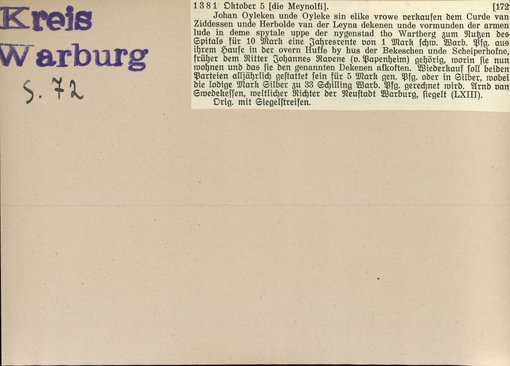 Kreis
Warburg
S. 72
1381 Oktober 5 [die Meynolfi]. [172
Johan Oyleken unde Oyleke sin elike vrowe verkaufen dem Curde van
Ziddessen unde Herbolde van der Leyna dekenen unde vormunden der armen
lude in deme spytale uppe der nygenstad tho Wartberg zum Nutzen des
Spitals für 10 Mark eine Jahresrente von 1 Mark schw. Warb. Pfg. aus
ihrem Hause in der overn Huffe by hus der Bekeschen unde Scheiperhofne,
früher dem Ritter Johannes Ravene (v. Papenheim) gehörig, worin sie nun
wohnen und das sie den genannten Dekenen afkoften. Wiederkauf soll beiden
Parteien alljährlich gestattet sein für 5 Mark gen. Pfg. oder in Silber, wobei
die lodige Mark Silber zu 33 Schilling Warb. Pfg. gerechnet wird. Arnd van
Swedekessen, weltlicher Richter der Neustadt Warburg, siegelt (LXIII).
Orig. mit Siegelstreifen.